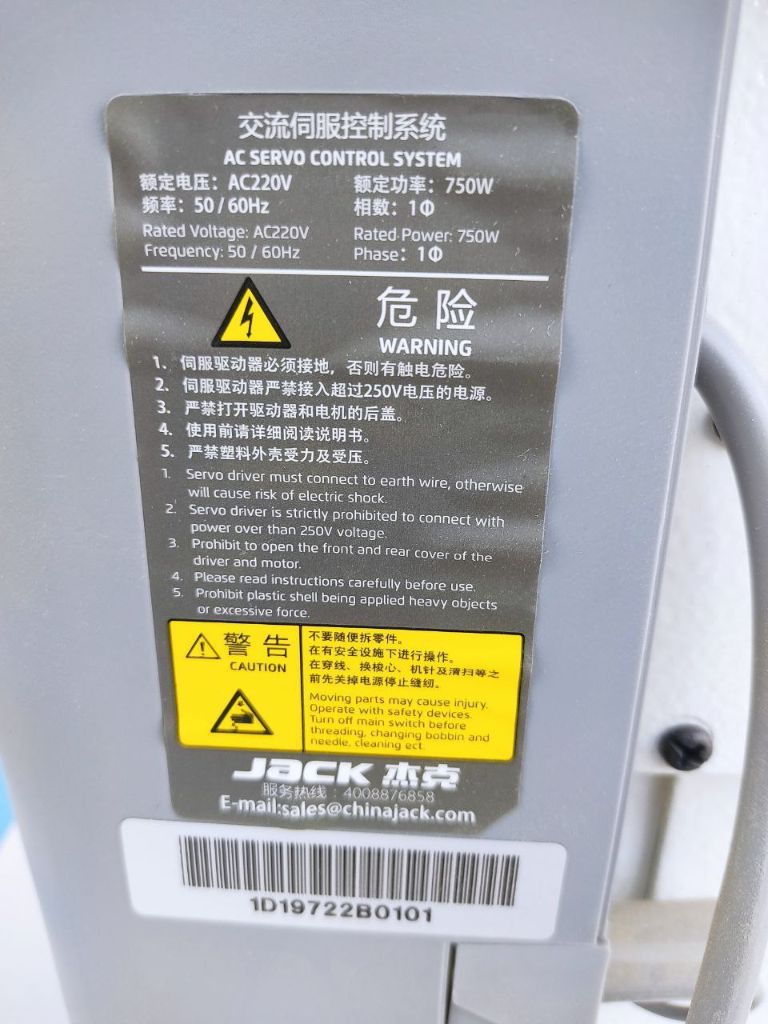 交流伺服控制系统
AC SERVO CONTROL SYSTEM
额定电压：AC220V 额定功率：750W
频率：50 / 60Hz 相数：1Φ
Rated Voltage: AC220V Rated Power: 750W
Frequency: 50 / 60Hz Phase：1Φ
危 险
WARNING
1、伺服驱动器必须接地，否则有触电危险。
2、伺服驱动器严禁接入超过250V电压的电源。
3、严禁打开驱动器和电机的后盖。
4、使用前请详细阅读说明书。
5、严禁塑料外壳受力及受压。
1. Servo driver must connect to earth wire, otherwise
will cause risk of electric shock.
2. Servo driver is strictly prohibited to connect with
power over than 250V voltage.
3. Prohibit to open the front and rear cover of the
driver and motor.
4. Please read instructions carefully before use.
5. Prohibit plastic shell being applied heavy objects
or excessive force.
警 告
CAUTION
不要随便拆零件。
在有安全设施下进行操作。
在穿线、换梭心、机针及清扫等之
前先关掉电源停止缝纫。
Moving parts may cause injury.
Operate with safety devices.
Turn off main switch before
threading, changing bobbin and
needle, cleaning ect.
JACK 杰克
服务热线：4008876858
E-mail:sales@chinajack.com
1D19722B0101